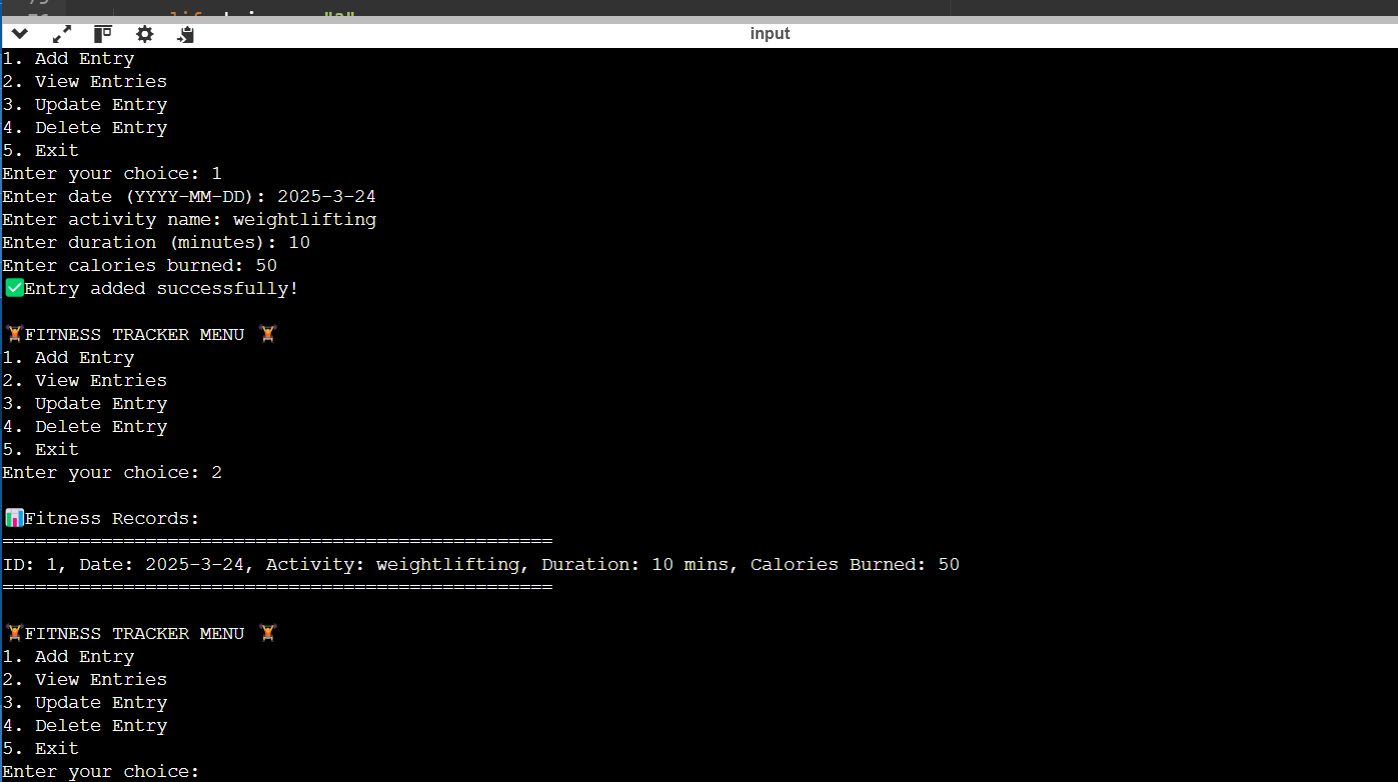 input
1. Add Entry
2. View Entries
3. Update Entry
4. Delete Entry
5. Exit
Enter your choice: 1
Enter date (YYYY-MM-DD): 2025-3-24
Enter activity name: weightlifting
Enter duration (minutes): 10
Enter calories burned: 50
✅Entry added successfully!
🏋FITNESS TRACKER MENU 🏋
1. Add Entry
2. View Entries
3. Update Entry
4. Delete Entry
5. Exit
Enter your choice: 2
📊Fitness Records:
==================================================
ID: 1, Date: 2025-3-24, Activity: weightlifting, Duration: 10 mins, Calories Burned: 50
==================================================
🏋FITNESS TRACKER MENU 🏋
1. Add Entry
2. View Entries
3. Update Entry
4. Delete Entry
5. Exit
Enter your choice: